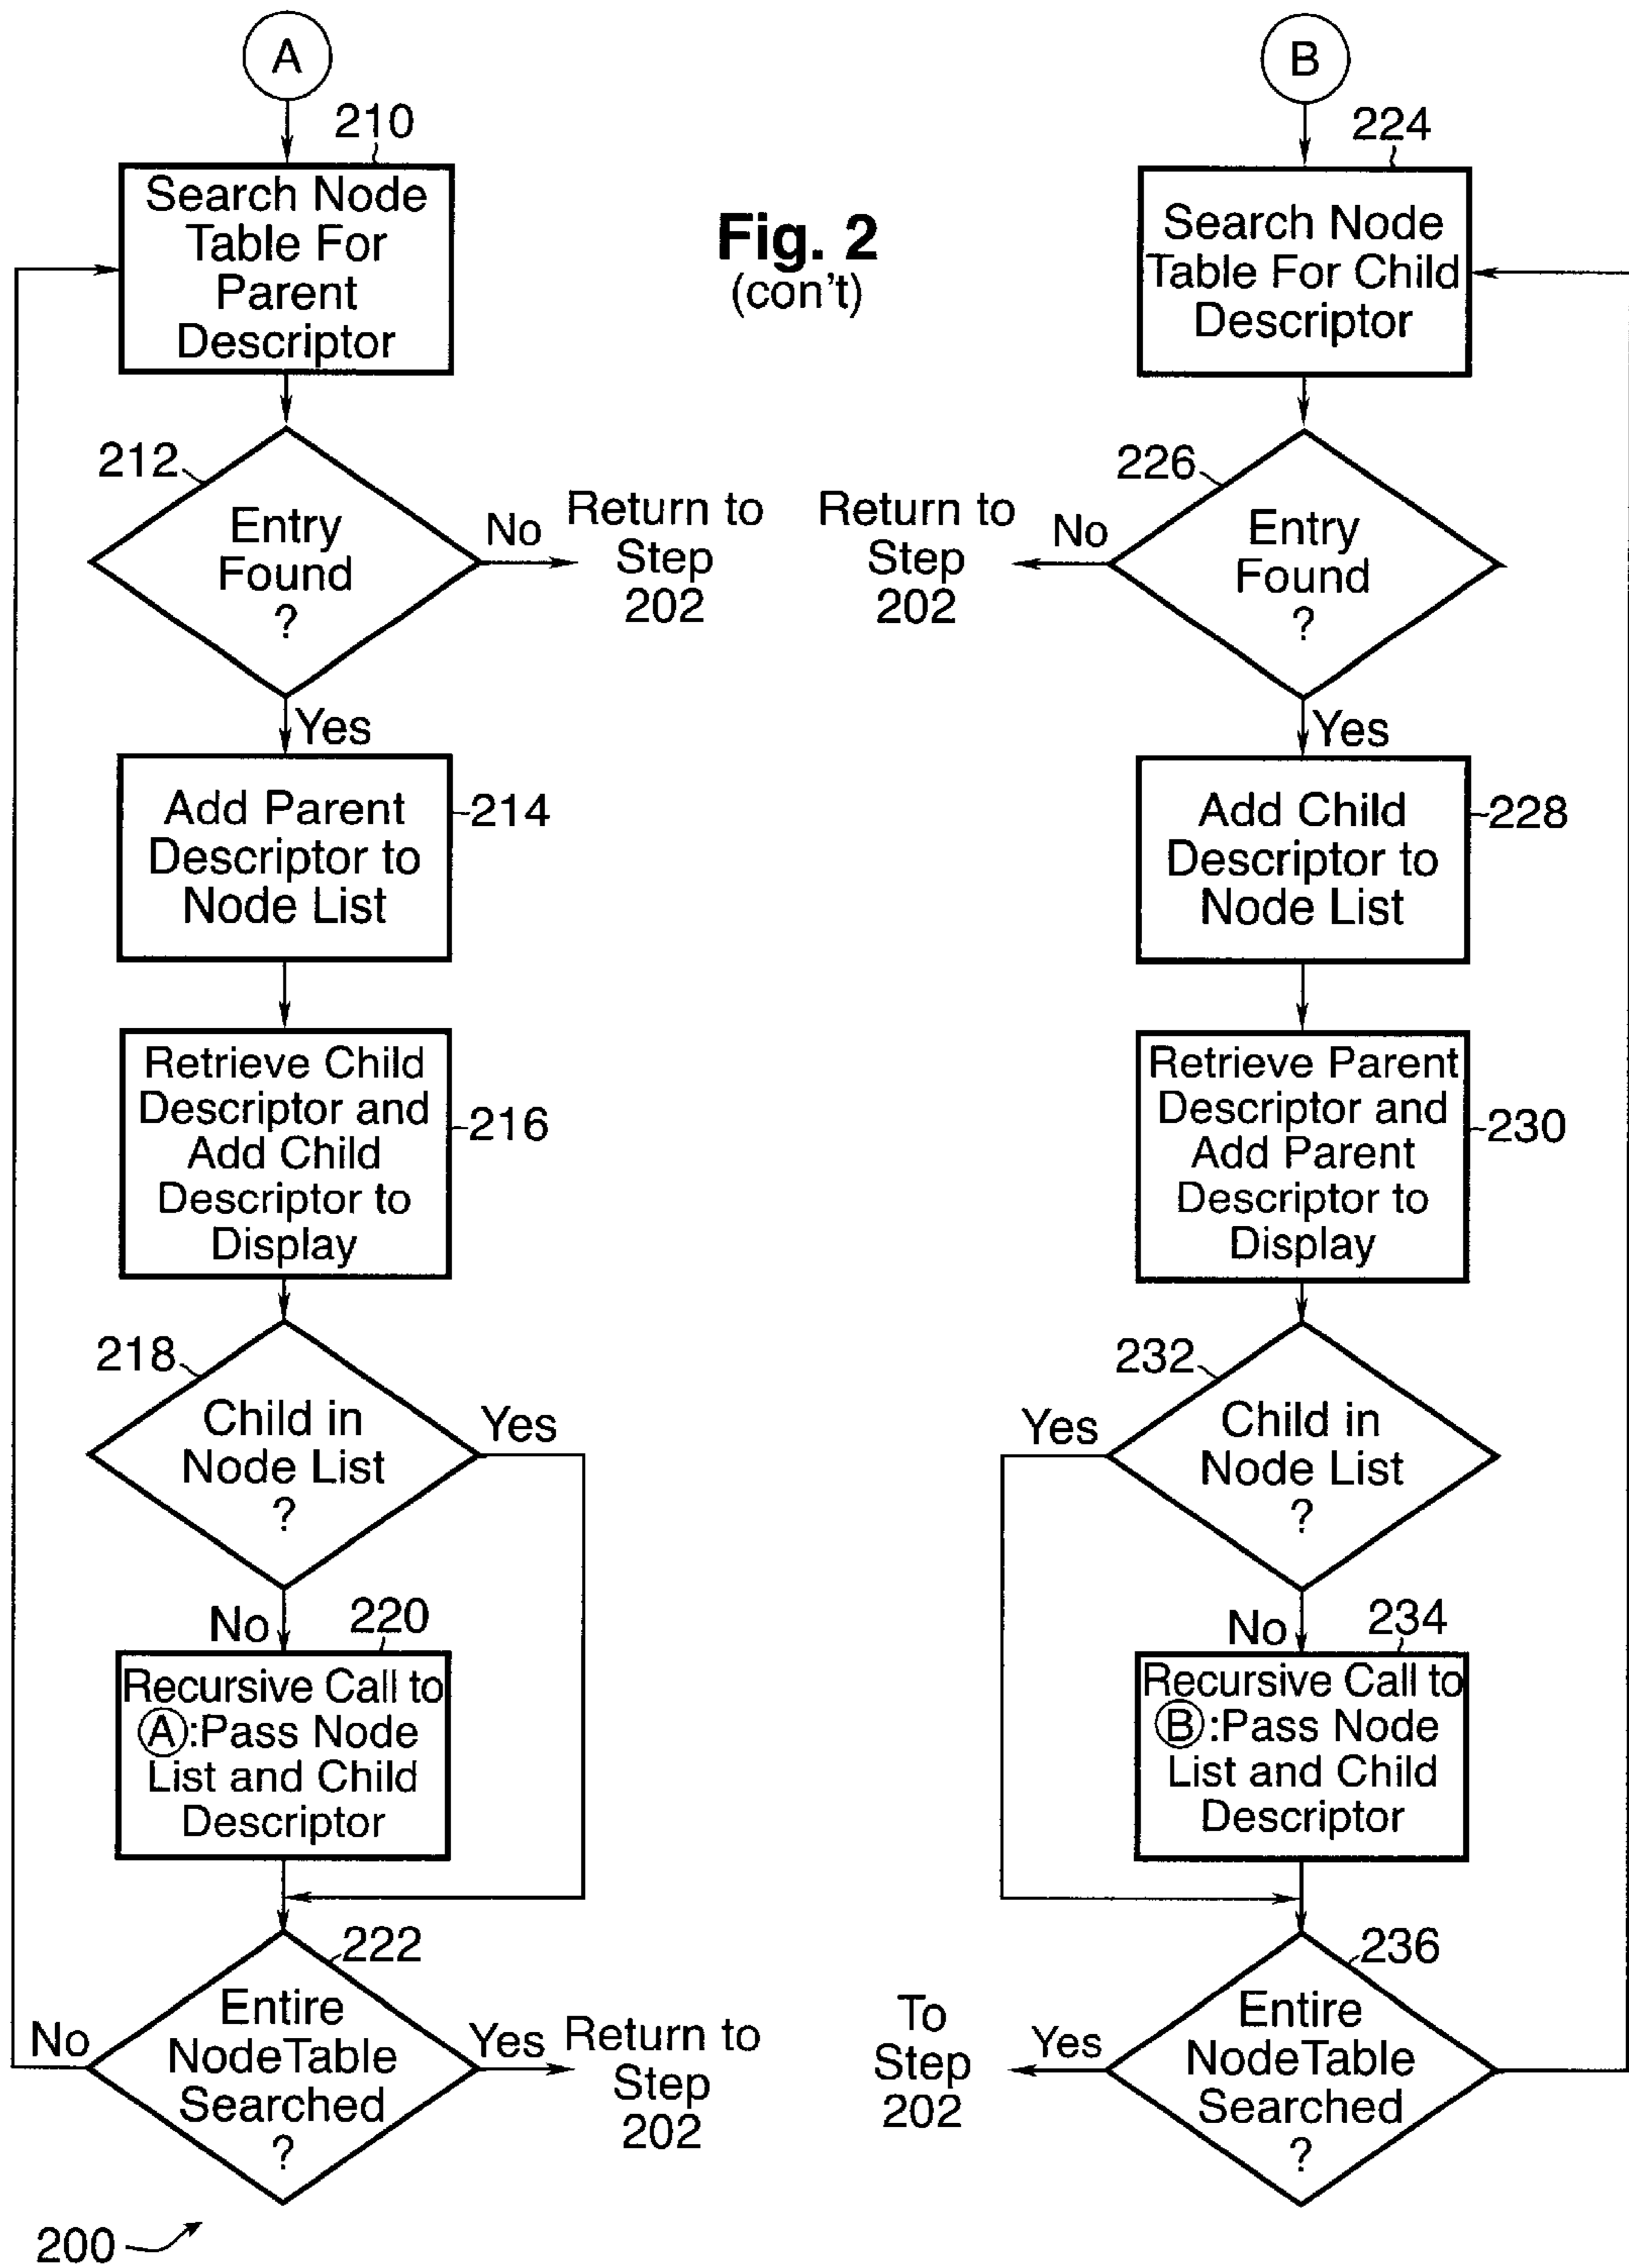 A
210
Search Node
Table For
Parent
Descriptor
212
Entry
Found
?
No
Return to
Step
202
Yes
Add Parent
Descriptor to
Node List
214
Retrieve Child
Descriptor and
Add Child
Descriptor to
Display
216
218
Child in
Node List
?
Yes
No
220
Recursive Call to
A:Pass Node
List and Child
Descriptor
222
Entire
NodeTable
Searched
?
No
Yes
Return to
Step
202
200
Fig. 2
(con't)
B
224
Search Node
Table For Child
Descriptor
226
Entry
Found
?
No
Return to
Step
202
Yes
Add Child
Descriptor to
Node List
228
Retrieve Parent
Descriptor and
Add Parent
Descriptor to
Display
230
232
Child in
Node List
?
Yes
No
234
Recursive Call to
B:Pass Node
List and Child
Descriptor
236
Entire
NodeTable
Searched
?
Yes
To
Step
202